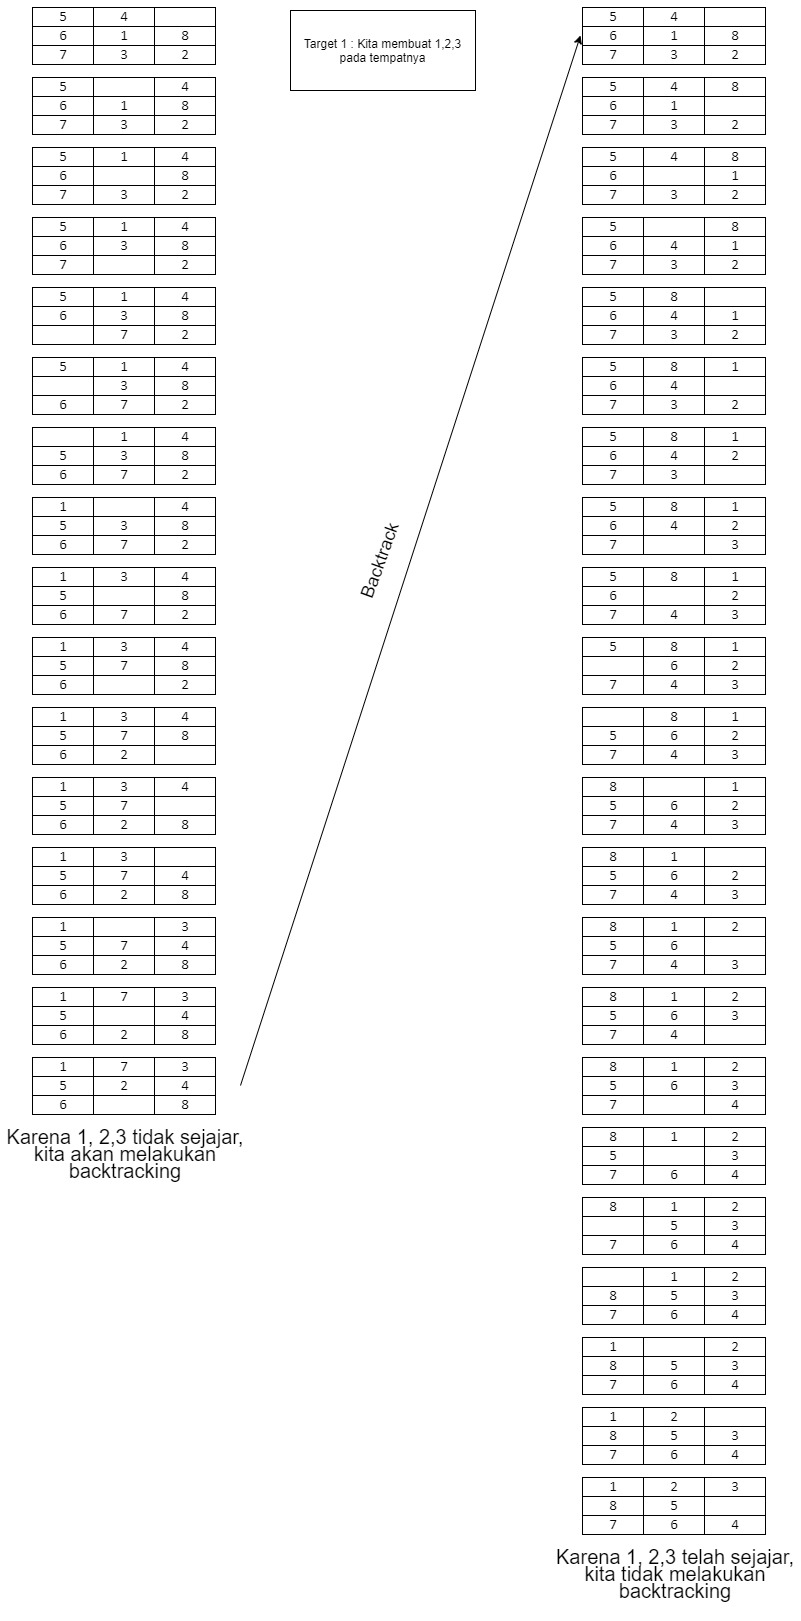 5 4
6 1 8
7 3 2
5 4
6 1 8
7 3 2
5 1 4
6 8
7 3 2
5 1 4
6 3 8
7 2
5 1 4
6 3 8
7 2
5 1 4
3 8
6 7 2
1 4
5 3 8
6 7 2
1 4
5 3 8
6 7 2
1 3 4
5 8
6 7 2
1 3 4
5 7 8
6 2
1 3 4
5 7 8
6 2
1 3 4
5 7
6 2 8
1 3
5 7 4
6 2 8
1 3
5 7 4
6 2 8
1 7 3
5 4
6 2 8
1 7 3
5 2 4
6 8
Karena 1, 2,3 tidak sejajar,
kita akan melakukan
backtracking
Target 1 : Kita membuat 1,2,3
pada tempatnya
Backtrack
5 4
6 1 8
7 3 2
5 4 8
6 1
7 3 2
5 4 8
6 1
7 3 2
5 8
6 4 1
7 3 2
5 8
6 4 1
7 3 2
5 8 1
6 4
7 3 2
5 8 1
6 4 2
7 3
5 8 1
6 4 2
7 3
5 8 1
6 2
7 4 3
5 8 1
6 2
7 4 3
8 1
5 6 2
7 4 3
8 1
5 6 2
7 4 3
8 1
5 6 2
7 4 3
8 1 2
5 6
7 4 3
8 1 2
5 6 3
7 4
8 1 2
5 6 3
7 4
8 1 2
5 3
7 6 4
8 1 2
5 3
7 6 4
1 2
8 5 3
7 6 4
1 2
8 5 3
7 6 4
1 2
8 5 3
7 6 4
1 2 3
8 5
7 6 4
Karena 1, 2,3 telah sejajar,
kita tidak melakukan
backtracking